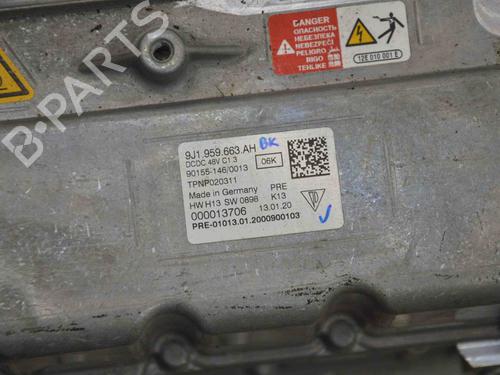 DANGER
ОПАСНОСТЬ
НЕБЕЗПЕКА
NEBEZPEČÍ
PELIGRO
TEHLIKE
12E 010 001 E
9J1.959.663.AH
BK
DCDC 48V C1.3
90155-146/0013
06K
TPNP020311
Made in Germany
PRE
HW H13 SW 0898
K13
000013706
13.01.20
PRE-01013.01.2000900103
B-PARTS